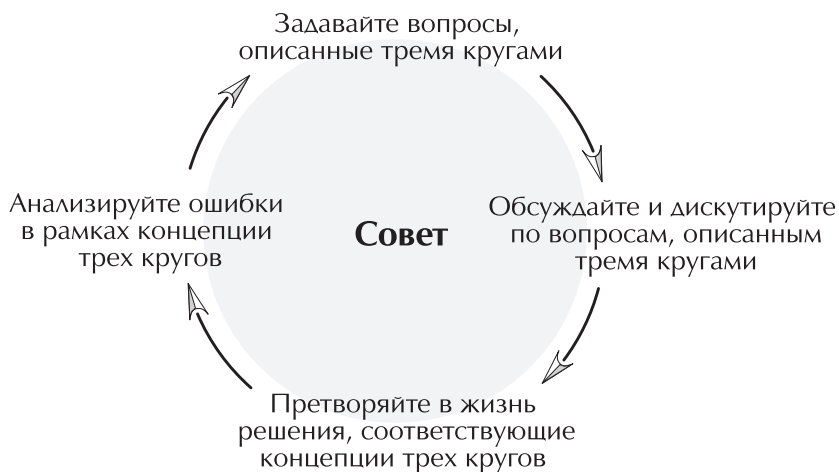 Задавайте вопросы,
описанные тремя кругами
Обсуждайте и дискутируйте
по вопросам, описанным
тремя кругами
Претворяйте в жизнь
решения, соответствующие
концепции трех кругов
Анализируйте ошибки
в рамках концепции
трех кругов
Совет